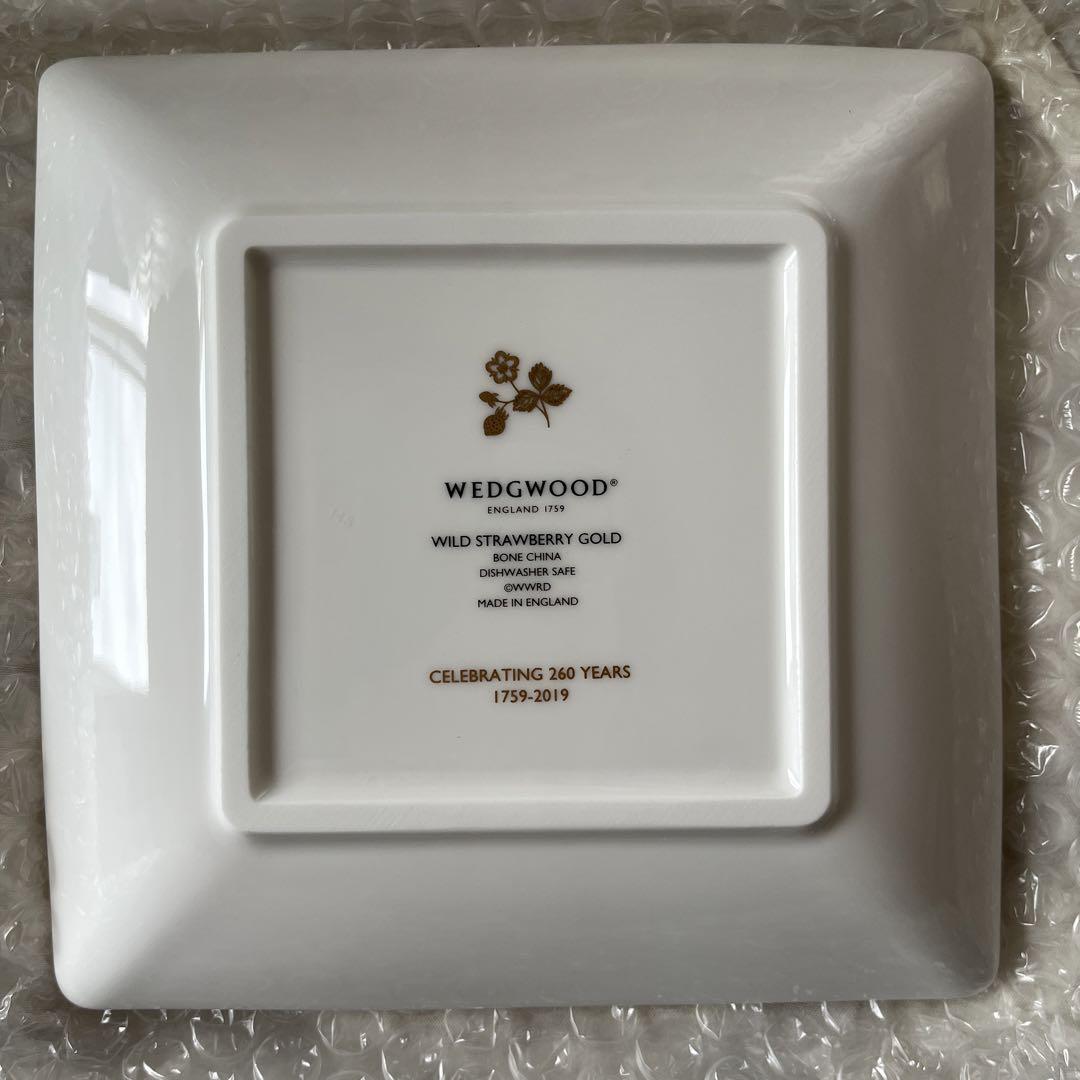 WEDGWOOD®
ENGLAND 1759
WILD STRAWBERRY GOLD
BONE CHINA
DISHWASHER SAFE
©WWRD
MADE IN ENGLAND
CELEBRATING 260 YEARS
1759-2019